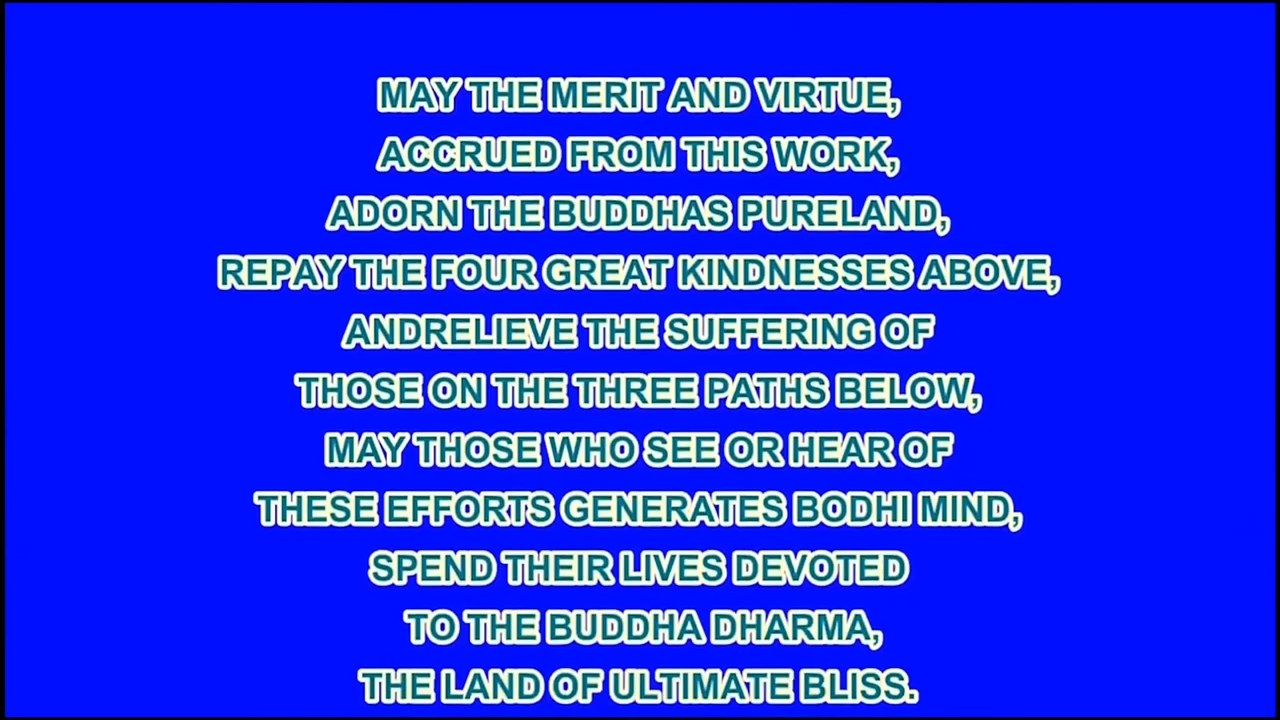 MAY THE MERIT AND VIRTUE,
ACCRUED FROM THIS WORK,
ADORN THE BUDDHAS PURELAND,
REPAY THE FOUR GREAT KINDNESSES ABOVE,
ANDRELIEVE THE SUFFERING OF
THOSE ON THE THREE PATHS BELOW,
MAY THOSE WHO SEE OR HEAR OF
THESE EFFORTS GENERATES BODHI MIND,
SPEND THEIR LIVES DEVOTED
TO THE BUDDHA DHARMA,
THE LAND OF ULTIMATE BLISS.